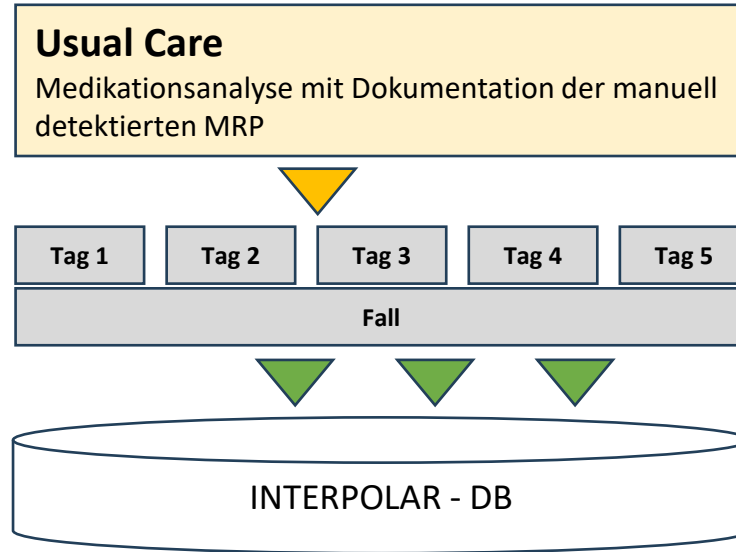 Usual Care
Medikationsanalyse mit Dokumentation der manuell
detektierten MRP
Tag 1 Tag 2 Tag 3 Tag 4 Tag 5
Fall
INTERPOLAR - DB